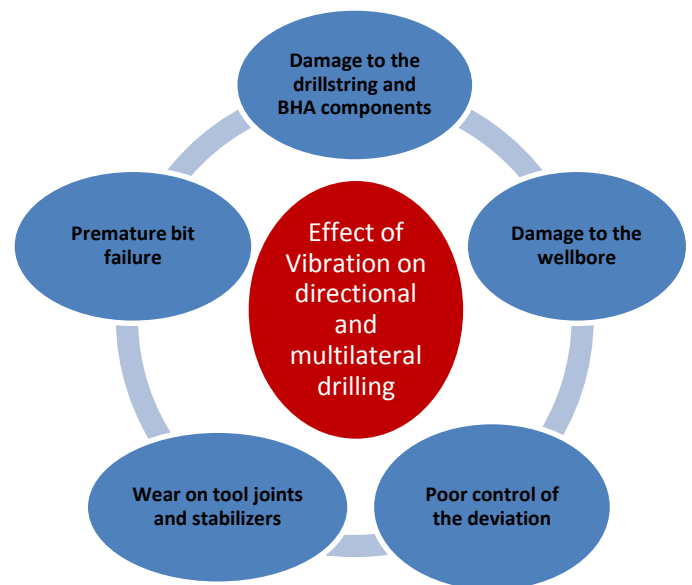 Damage to the
drillstring and
BHA components
Premature bit
failure
Effect of
Vibration on
directional
and
multilateral
drilling
Damage to the
wellbore
Wear on tool joints
and stabilizers
Poor control of
the deviation